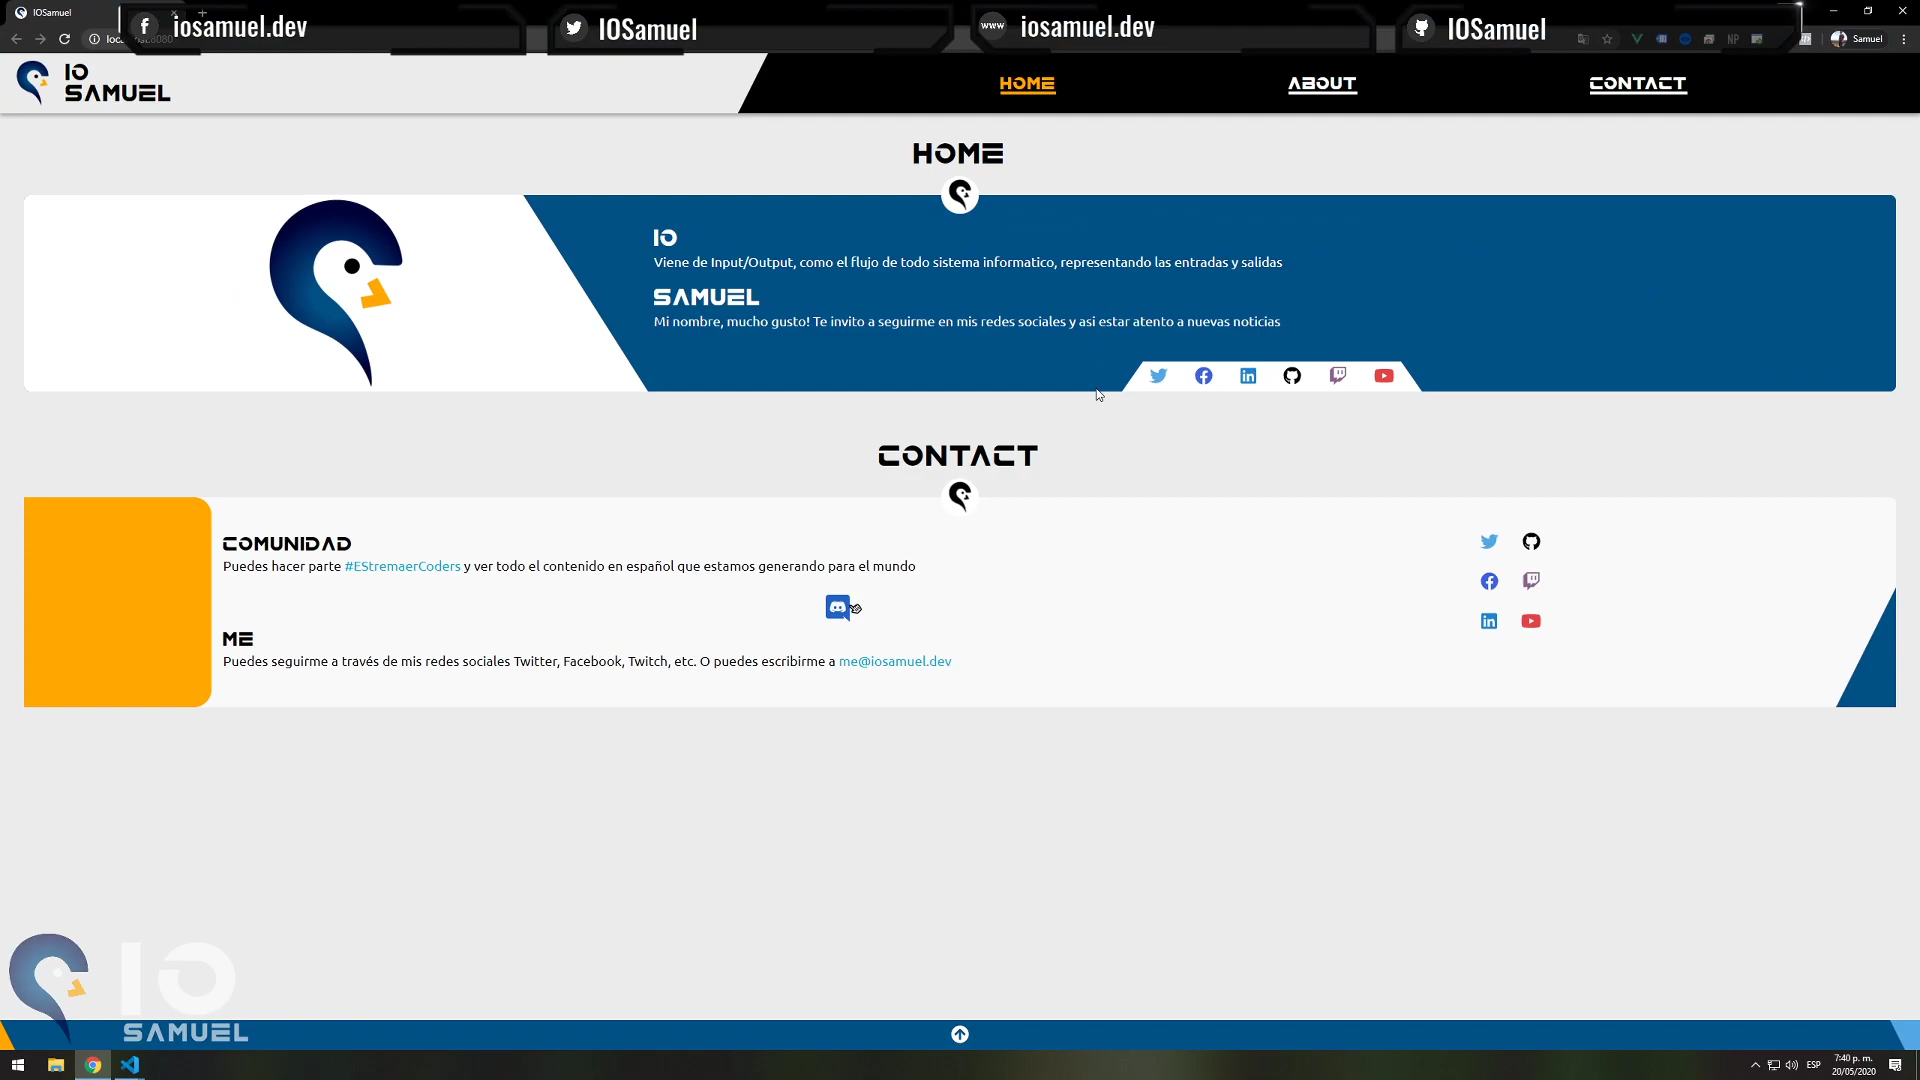 IOSamuel
iosamuel.dev
IOSamuel
www
iosamuel.dev
IOSamuel
NP
Samuel
IO
SAMUEL
HOME
ABOUT
CONTACT
HOME
IO
Viene de Input/Output, como el flujo de todo sistema informatico, representando las entradas y salidas
SAMUEL
Mi nombre, mucho gusto! Te invito a seguirme en mis redes sociales y asi estar atento a nuevas noticias
CONTACT
COMUNIDAD
Puedes hacer parte #EStremaerCoders y ver todo el contenido en español que estamos generando para el mundo
ME
Puedes seguirme a través de mis redes sociales Twitter, Facebook, Twitch, etc. O puedes escribirme a me@iosamuel.dev
IO
SAMUEL
ESP
7:40 p. m.
20/05/2020